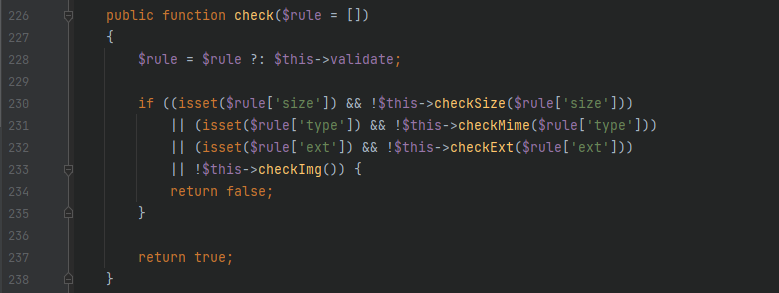 226 public function check($rule = [])
227 {
228     $rule = $rule ?: $this->validate;
229
230     if ((isset($rule['size']) && !$this->checkSize($rule['size']))
231         || (isset($rule['type']) && !$this->checkMime($rule['type']))
232         || (isset($rule['ext']) && !$this->checkExt($rule['ext']))
233         || !$this->checkImg()) {
234         return false;
235     }
236
237     return true;
238 }